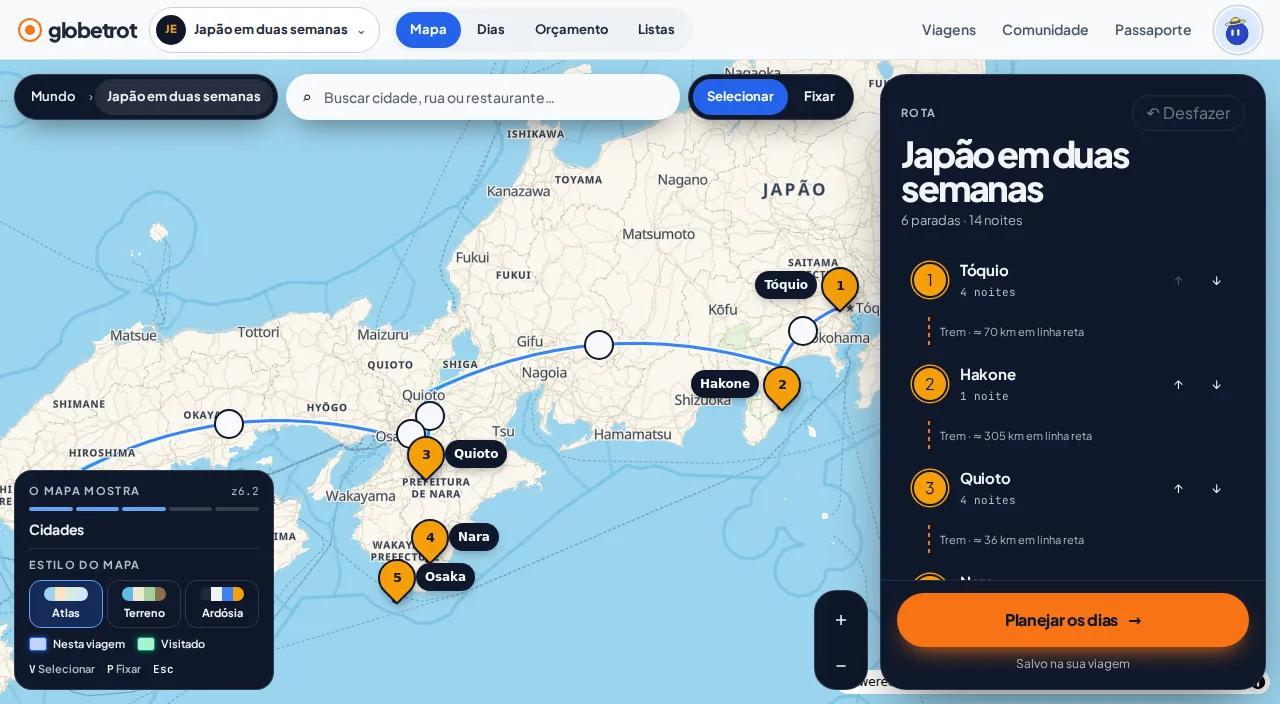 globetrot
JE Japão em duas semanas
Mapa
Dias
Orçamento
Listas
Viagens
Comunidade
Passaporte
Mundo › Japão em duas semanas
Buscar cidade, rua ou restaurante…
Selecionar
Fixar
ROTA
↶ Desfazer
Japão em duas
semanas
6 paradas · 14 noites
1
Tóquio
4 noites
↑ ↓
Trem · ≈ 70 km em linha reta
2
Hakone
1 noite
↑ ↓
Trem · ≈ 305 km em linha reta
3
Quioto
4 noites
↑ ↓
Trem · ≈ 36 km em linha reta
Planejar os dias →
Salvo na sua viagem
Nagaoka
ISHIKAWA
TOYAMA
Kanazawa
Nagano
JAPÃO
Matsumoto
Fukui
FUKUI
SAITAMA
Tóquio
1
Kōfu
Matsue
Tottori
Maizuru
Gifu
QUIOTO
SHIGA
Nagoia
Hakone
2
Shizuoka
SHIMANE
HYŌGO
Quioto
Tsu
Hamamatsu
HIROSHIMA
3
Quioto
PREFEITURA
DE NARA
Wakayama
4
Nara
5
Osaka
O MAPA MOSTRA
z6.2
Cidades
ESTILO DO MAPA
Atlas
Terreno
Ardósia
Nesta viagem
Visitado
V Selecionar
P Fixar
Esc
+
−